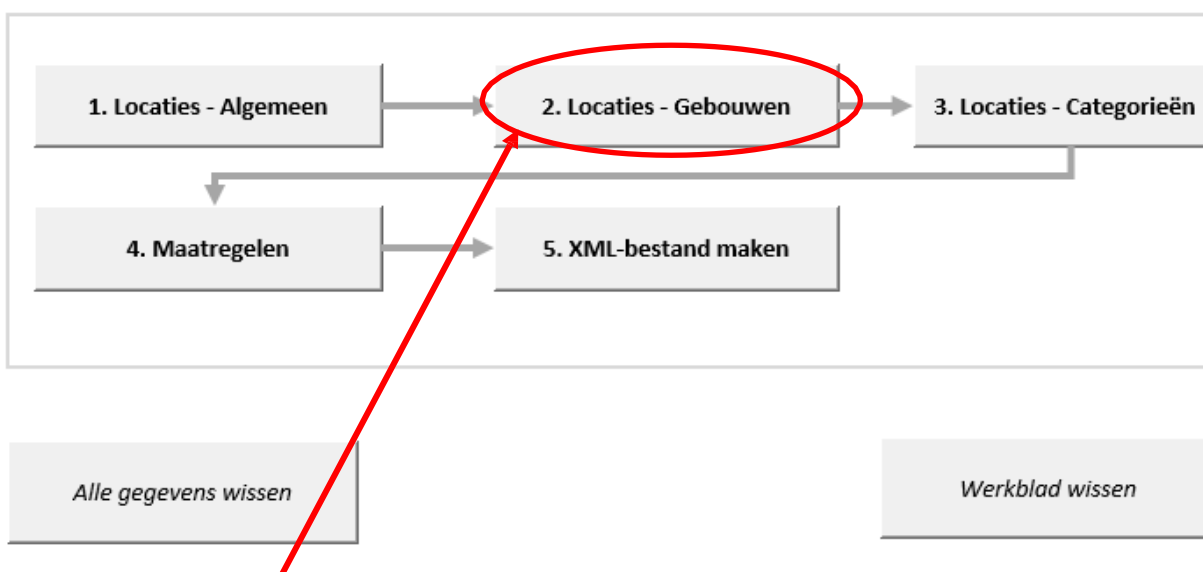 1. Locaties - Algemeen
2. Locaties - Gebouwen
3. Locaties - Categorieën
4. Maatregelen
5. XML-bestand maken
Alle gegevens wissen
Werkblad wissen